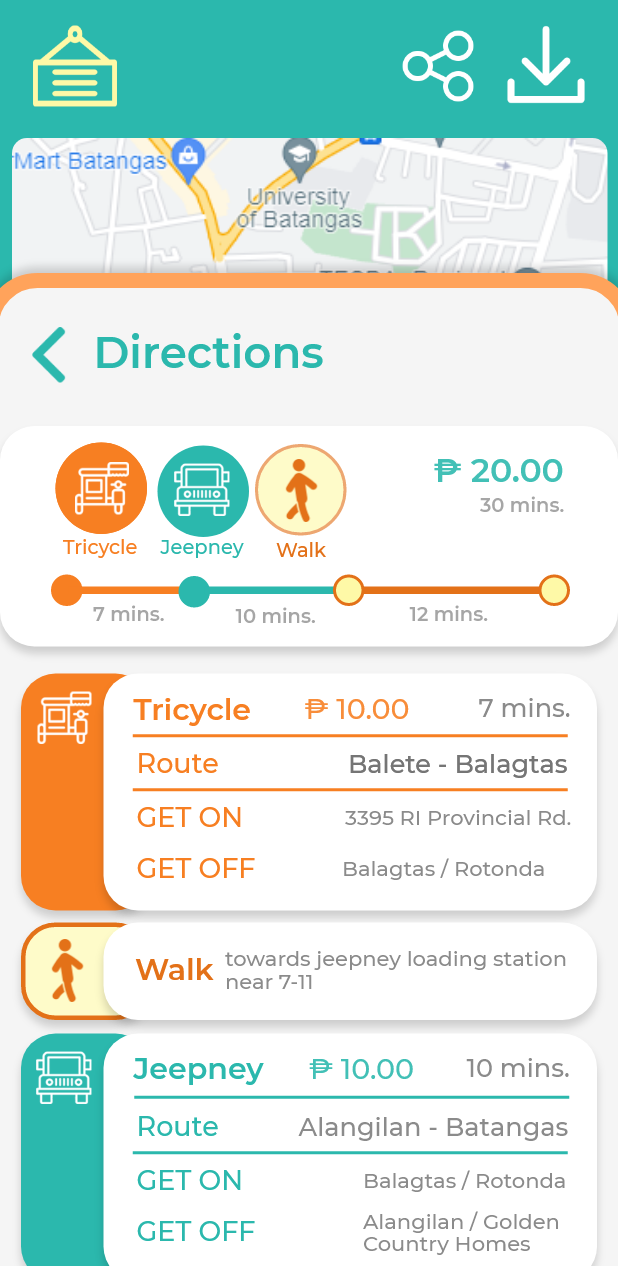 Mart Batangas
University
of Batangas
Directions
₱ 20.00
30 mins.
Tricycle
Jeepney
Walk
7 mins.
10 mins.
12 mins.
Tricycle ₱ 10.00 7 mins.
Route Balete - Balagtas
GET ON 3395 RI Provincial Rd.
GET OFF Balagtas / Rotonda
Walk towards jeepney loading station
near 7-11
Jeepney ₱ 10.00 10 mins.
Route Alangilan - Batangas
GET ON Balagtas / Rotonda
GET OFF Alangilan / Golden
Country Homes